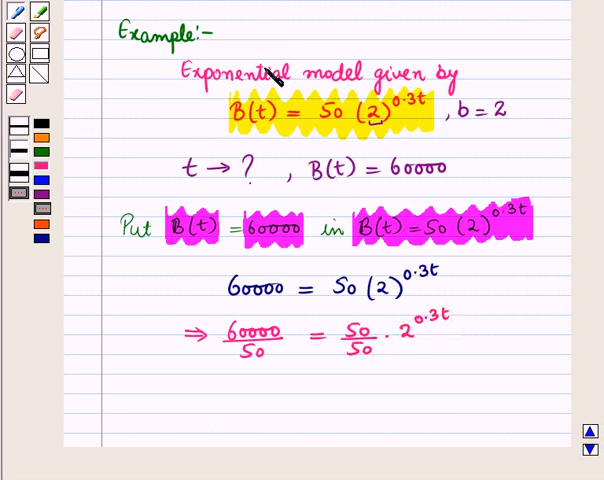 Example:-
Exponential model given by
B(t) = 50 (2)^0.3t , b = 2
t → ? , B(t) = 60000
Put B(t) = 60000 in B(t) = 50 (2)^0.3t
60000 = 50 (2)^0.3t
⇒ 60000/50 = 50/50 · 2^0.3t